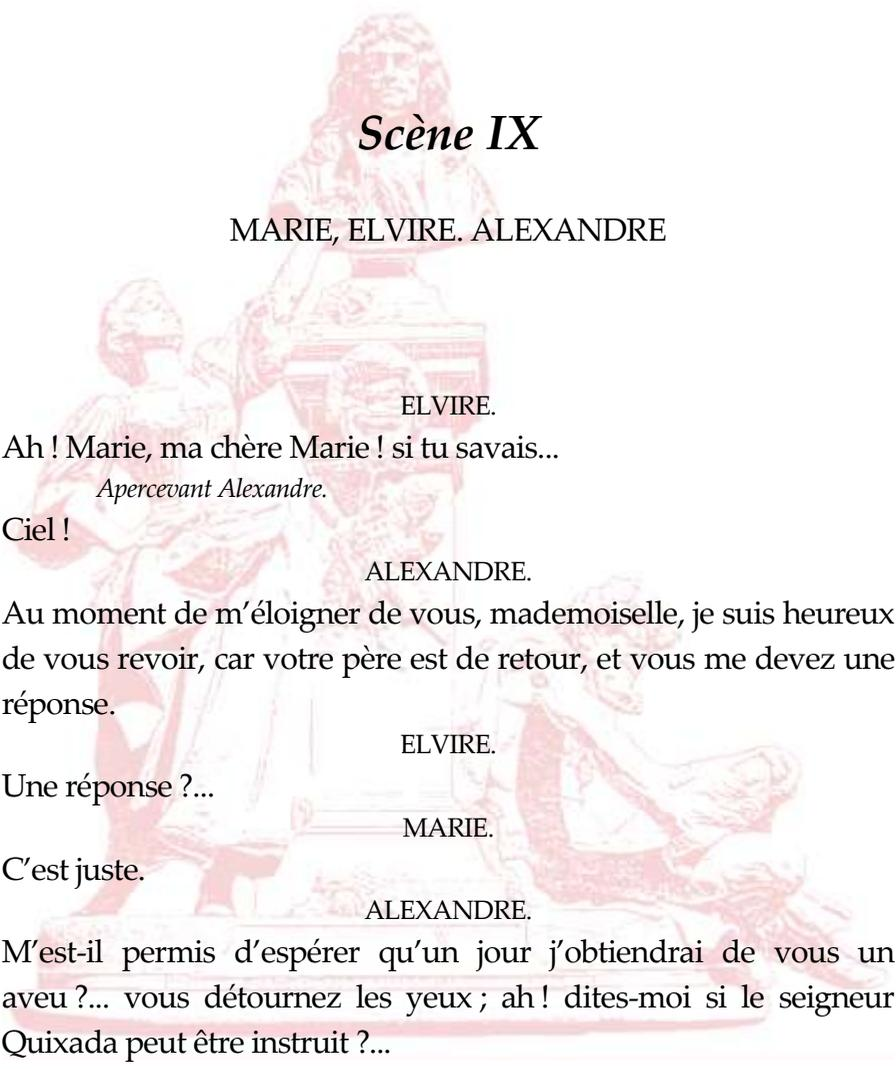 Scène IX
MARIE, ELVIRE. ALEXANDRE
ELVIRE.
Ah ! Marie, ma chère Marie ! si tu savais...
Apercevant Alexandre.
Ciel !
ALEXANDRE.
Au moment de m’éloigner de vous, mademoiselle, je suis heureux
de vous revoir, car votre père est de retour, et vous me devez une
réponse.
ELVIRE.
Une réponse ?...
MARIE.
C’est juste.
ALEXANDRE.
M’est-il permis d’espérer qu’un jour j’obtiendrai de vous un
aveu ?... vous détournez les yeux ; ah ! dites-moi si le seigneur
Quixada peut être instruit ?...